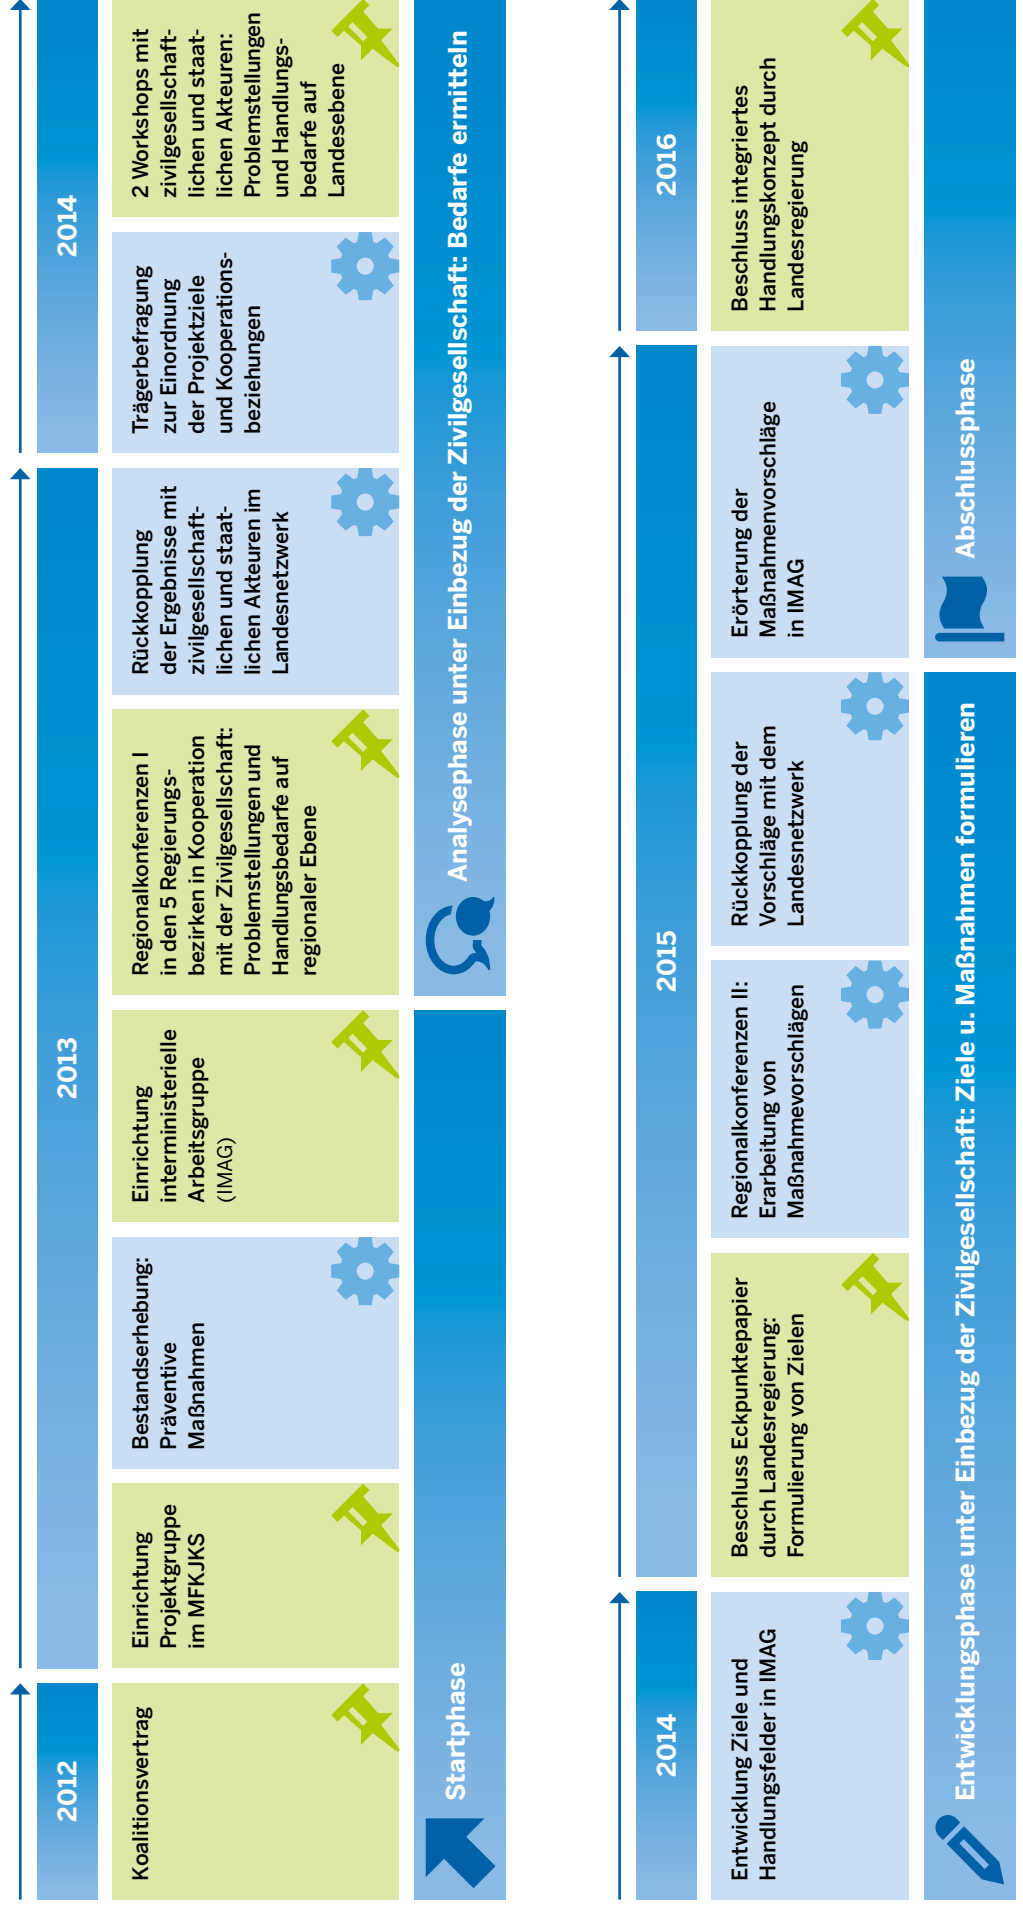 2012
2013
2014
Koalitionsvertrag
Einrichtung
Projektgruppe
im MFKJKS
Bestandserhebung:
Präventive
Maßnahmen
Einrichtung
interministerielle
Arbeitsgruppe
(IMAG)
Regionalkonferenzen I
in den 5 Regierungs-
bezirken in Kooperation
mit der Zivilgesellschaft:
Problemstellungen und
Handlungsbedarfe auf
regionaler Ebene
Rückkopplung
der Ergebnisse mit
zivilgesellschaft-
lichen und staat-
lichen Akteuren im
Landesnetzwerk
Trägerbefragung
zur Einordnung
der Projektziele
und Kooperations-
beziehungen
2 Workshops mit
zivilgesellschaft-
lichen und staat-
lichen Akteuren:
Problemstellungen
und Handlungs-
bedarfe auf
Landesebene
Startphase
Analysephase unter Einbezug der Zivilgesellschaft: Bedarfe ermitteln
2014
2015
2016
Entwicklung Ziele und
Handlungsfelder in IMAG
Beschluss Eckpunktepapier
durch Landesregierung:
Formulierung von Zielen
Regionalkonferenzen II:
Erarbeitung von
Maßnahmevorschlägen
Rückkopplung der
Vorschläge mit dem
Landesnetzwerk
Erörterung der
Maßnahmenvorschläge
in IMAG
Beschluss integriertes
Handlungskonzept durch
Landesregierung
Entwicklungsphase unter Einbezug der Zivilgesellschaft: Ziele u. Maßnahmen formulieren
Abschlussphase